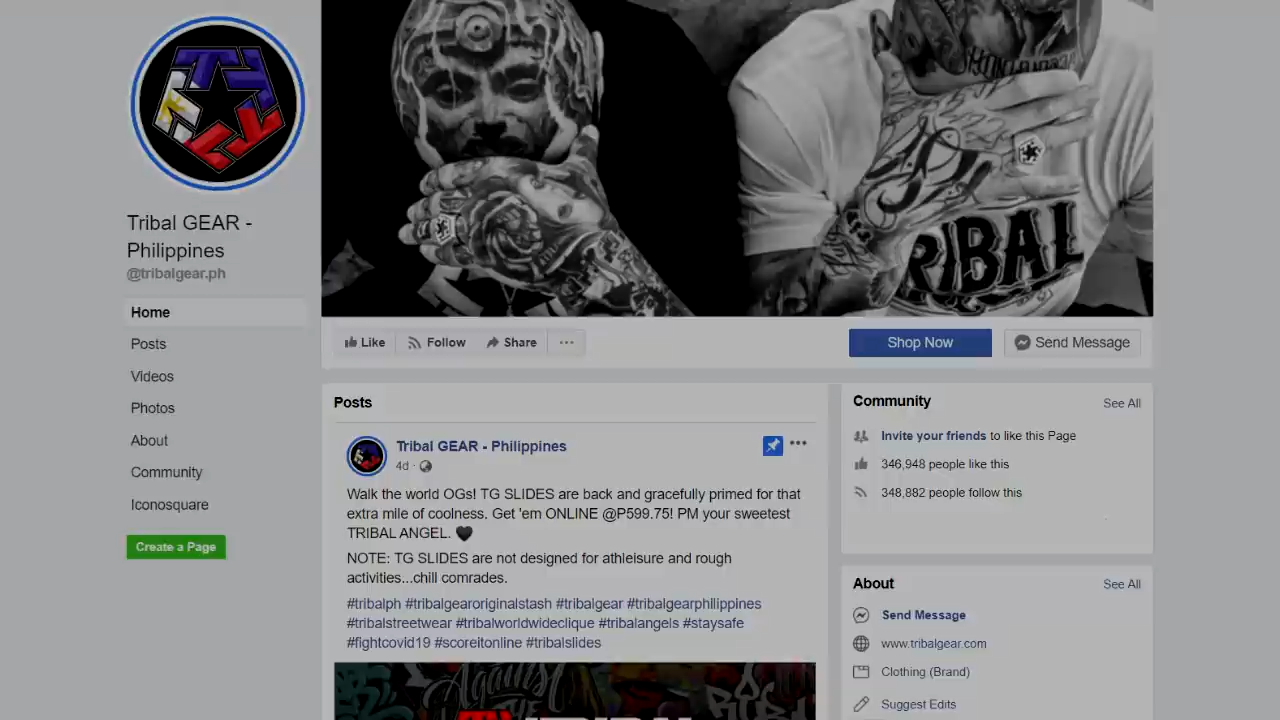 RIBAL
Tribal GEAR -
Philippines
@tribalgear.ph
Home
Posts
Videos
Photos
About
Community
Iconosquare
Create a Page
Like
Follow
Share
Shop Now
Send Message
Posts
Tribal GEAR - Philippines
4d ·
Walk the world OGs! TG SLIDES are back and gracefully primed for that
extra mile of coolness. Get 'em ONLINE @P599.75! PM your sweetest
TRIBAL ANGEL. 🖤
NOTE: TG SLIDES are not designed for athleisure and rough
activities...chill comrades.
#tribalph #tribalgearoriginalstash #tribalgear #tribalgearphilippines
#tribalstreetwear #tribalworldwideclique #tribalangels #staysafe
#fightcovid19 #scoreitonline #tribalslides
Against
THE
Community
See All
Invite your friends to like this Page
346,948 people like this
348,882 people follow this
About
See All
Send Message
www.tribalgear.com
Clothing (Brand)
Suggest Edits